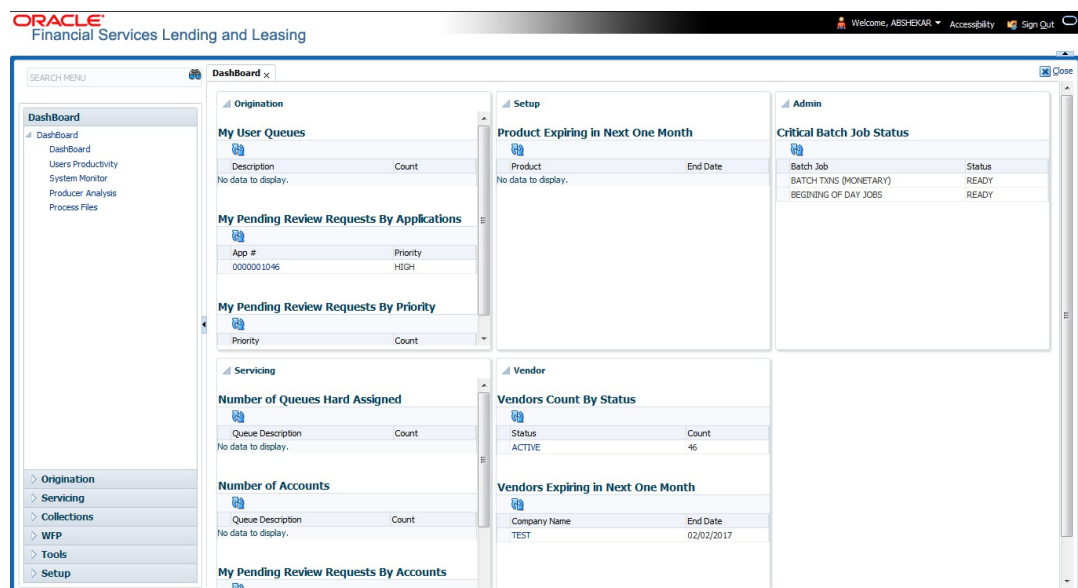 ORACLE
Financial Services Lending and Leasing
Welcome, ABSHEKAR
Accessibility
Sign Out
SEARCH MENU
DashBoard
Close
DashBoard
DashBoard
DashBoard
Users Productivity
System Monitor
Producer Analysis
Process Files
Origination
Servicing
Collections
WFP
Tools
Setup
Origination
My User Queues
Description Count
No data to display.
My Pending Review Requests By Applications
App # Priority
0000001046 HIGH
My Pending Review Requests By Priority
Priority Count
Setup
Product Expiring in Next One Month
Product End Date
No data to display.
Admin
Critical Batch Job Status
Batch Job Status
BATCH TXNS (MONETARY) READY
BEGINING OF DAY JOBS READY
Servicing
Number of Queues Hard Assigned
Queue Description Count
No data to display.
Number of Accounts
Queue Description Count
No data to display.
My Pending Review Requests By Accounts
Vendor
Vendors Count By Status
Status Count
ACTIVE 46
Vendors Expiring in Next One Month
Company Name End Date
TEST 02/02/2017